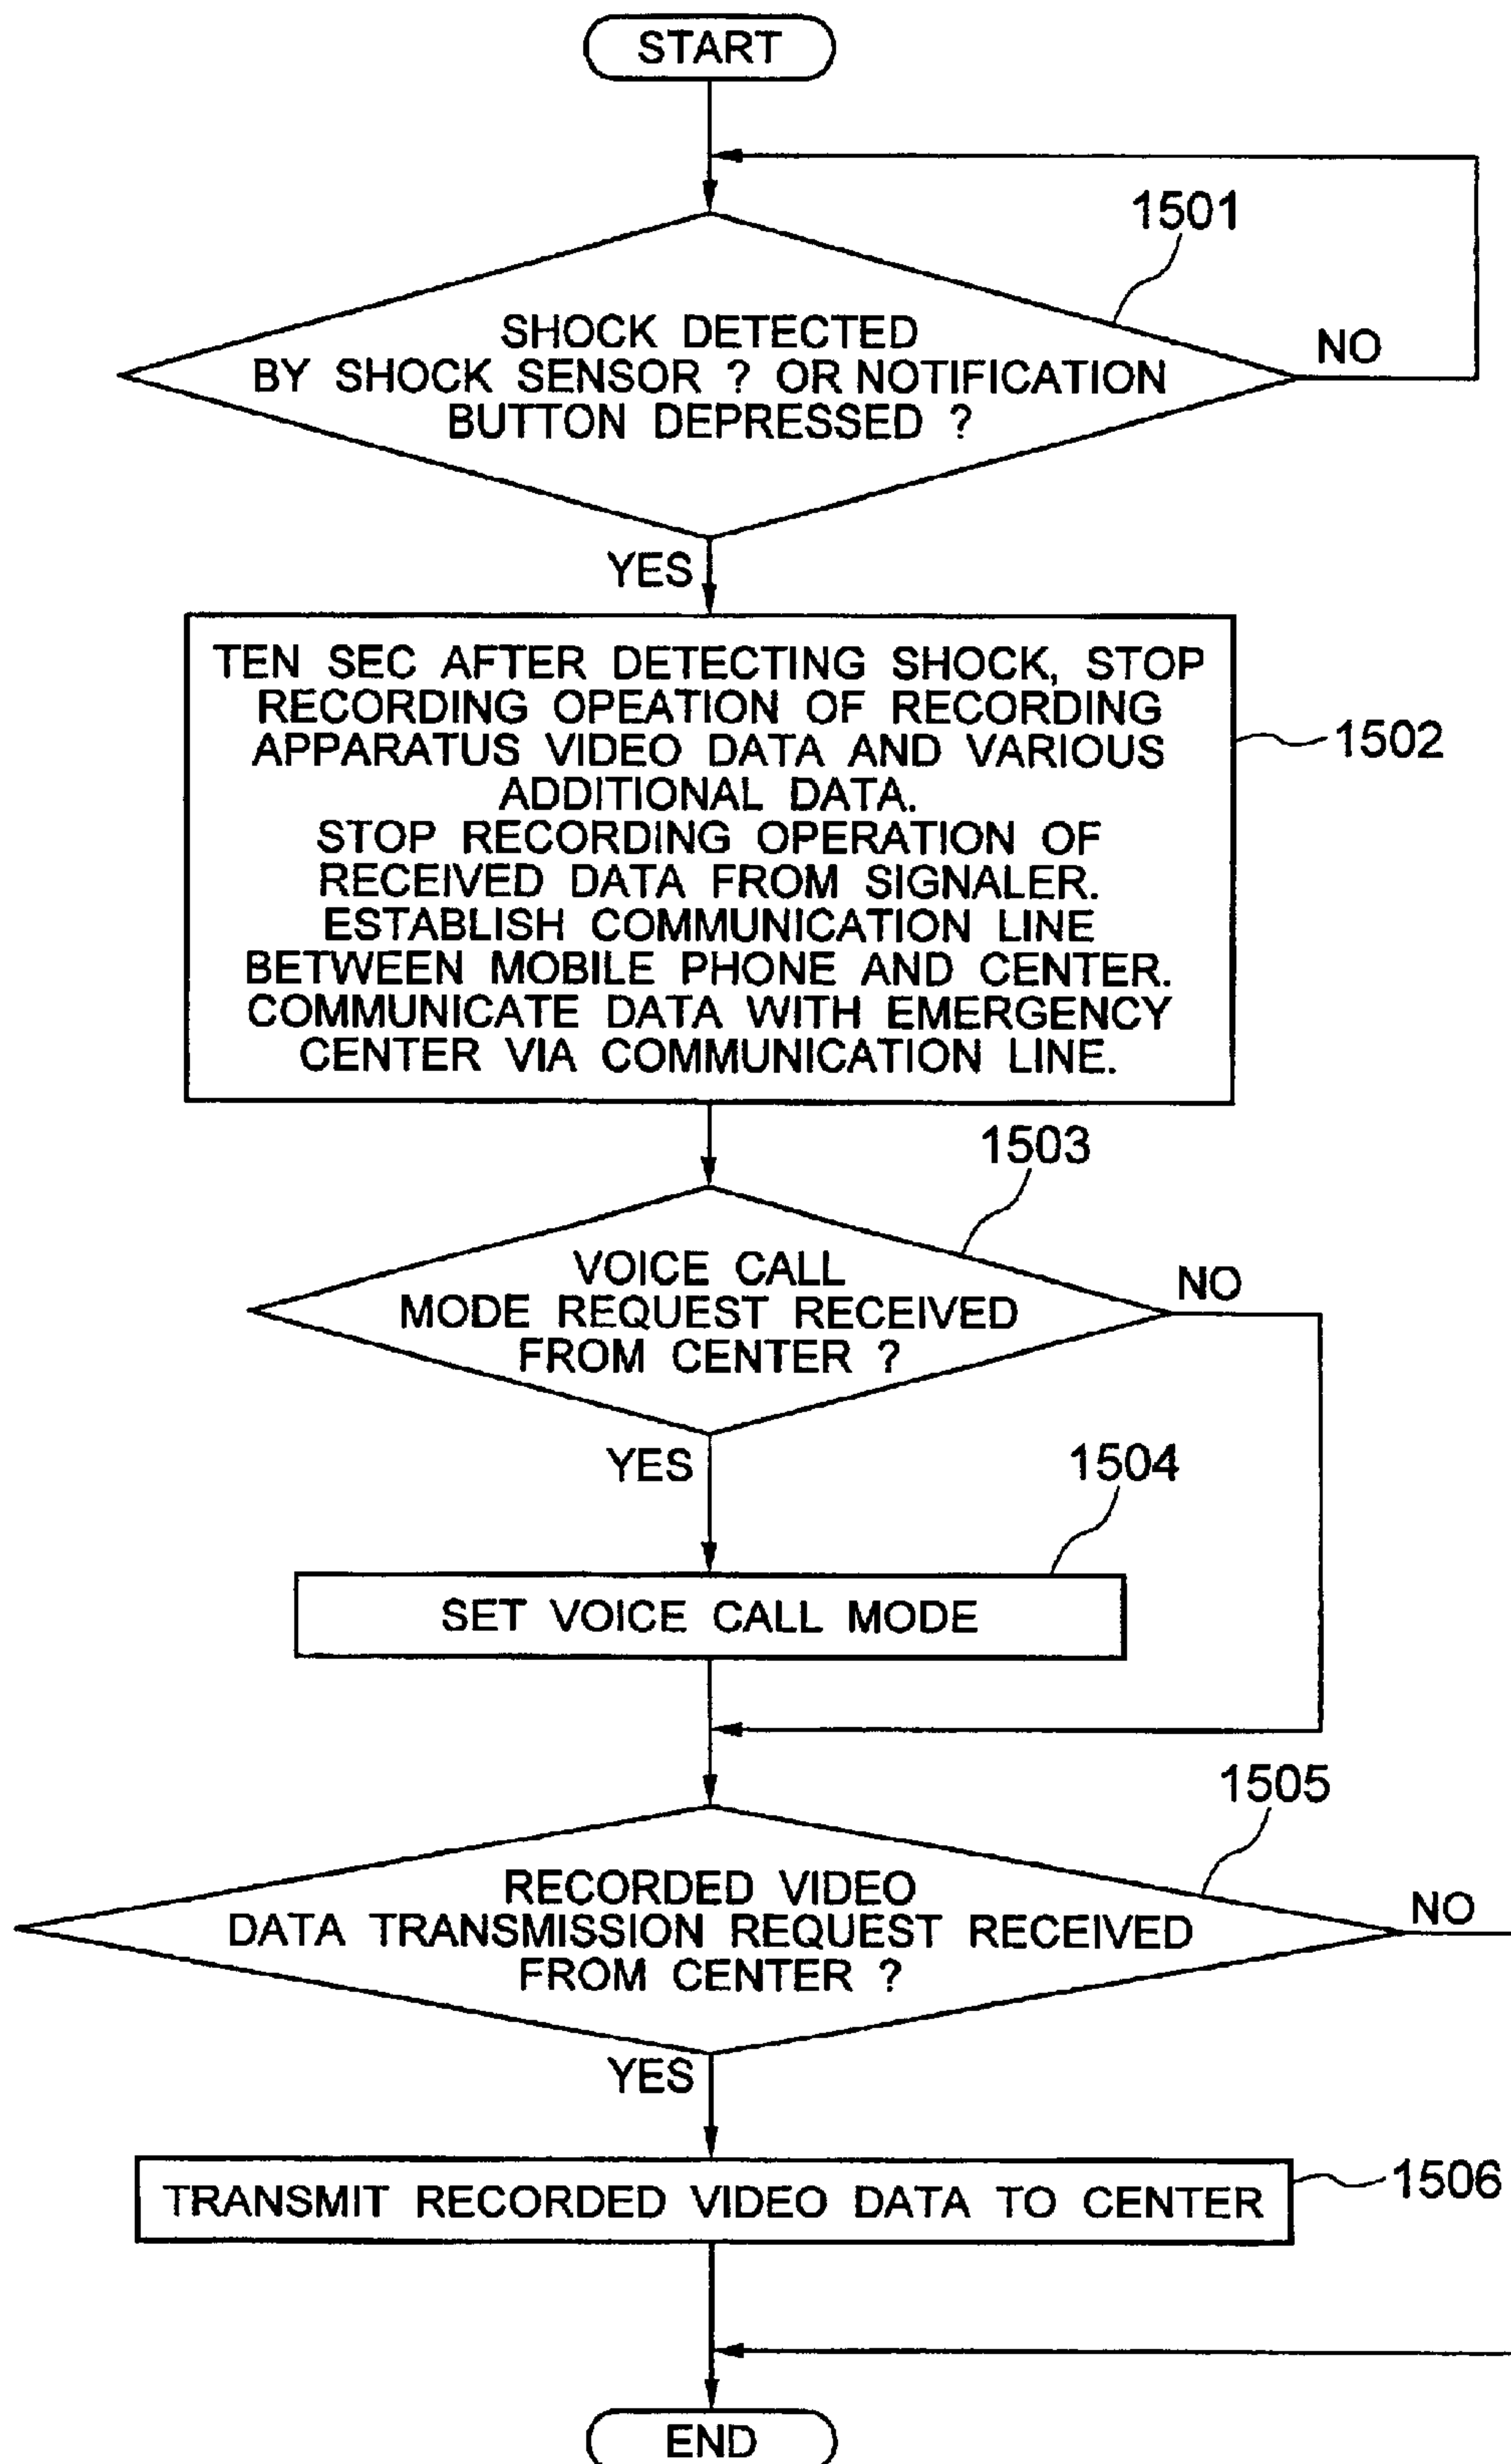 START
1501
SHOCK DETECTED
BY SHOCK SENSOR ? OR NOTIFICATION
BUTTON DEPRESSED ?
NO
YES
TEN SEC AFTER DETECTING SHOCK, STOP
RECORDING OPEATION OF RECORDING
APPARATUS VIDEO DATA AND VARIOUS
ADDITIONAL DATA.
STOP RECORDING OPERATION OF
RECEIVED DATA FROM SIGNALER.
ESTABLISH COMMUNICATION LINE
BETWEEN MOBILE PHONE AND CENTER.
COMMUNICATE DATA WITH EMERGENCY
CENTER VIA COMMUNICATION LINE.
1502
1503
VOICE CALL
MODE REQUEST RECEIVED
FROM CENTER ?
NO
YES
1504
SET VOICE CALL MODE
1505
RECORDED VIDEO
DATA TRANSMISSION REQUEST RECEIVED
FROM CENTER ?
NO
YES
TRANSMIT RECORDED VIDEO DATA TO CENTER
1506
END